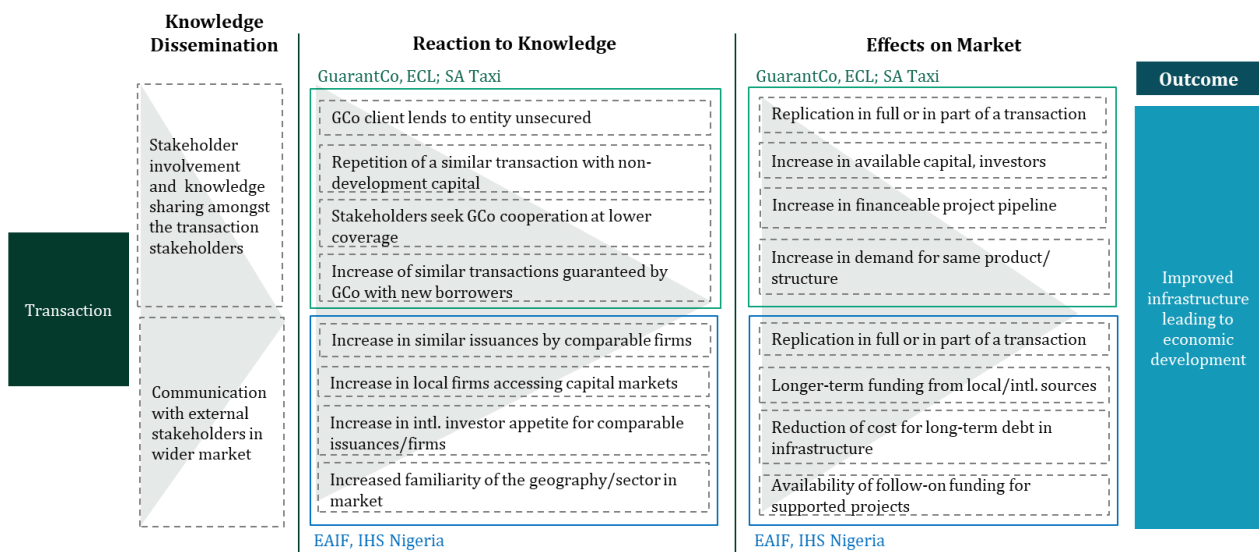 Knowledge
Dissemination
Reaction to Knowledge
Effects on Market
GuarantCo, ECL; SA Taxi
GuarantCo, ECL; SA Taxi
Outcome
Transaction
Stakeholder
involvement
and knowledge
sharing amongst
the transaction
stakeholders
Communication
with external
stakeholders in
wider market
GCo client lends to entity unsecured
Repetition of a similar transaction with non-
development capital
Stakeholders seek GCo cooperation at lower
coverage
Increase of similar transactions guaranteed by
GCo with new borrowers
Increase in similar issuances by comparable firms
Increase in local firms accessing capital markets
Increase in intl. investor appetite for comparable
issuances/firms
Increased familiarity of the geography/sector in
market
EAIF, IHS Nigeria
Replication in full or in part of a transaction
Increase in available capital, investors
Increase in financeable project pipeline
Increase in demand for same product/
structure
Replication in full or in part of a transaction
Longer-term funding from local/intl. sources
Reduction of cost for long-term debt in
infrastructure
Availability of follow-on funding for
supported projects
EAIF, IHS Nigeria
Improved
infrastructure
leading to
economic
development